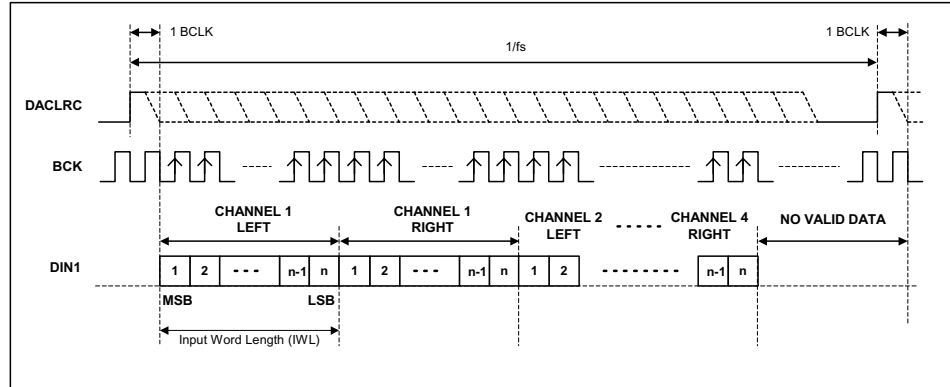 1 BCLK
1 BCLK
1/fs
DACLRC
BCK
CHANNEL 1 LEFT
CHANNEL 1 RIGHT
CHANNEL 2 LEFT
CHANNEL 4 RIGHT
NO VALID DATA
DIN1
1 2 n-1 n 1 2 n-1 n 1 2 n-1 n
MSB LSB
Input Word Length (IWL)